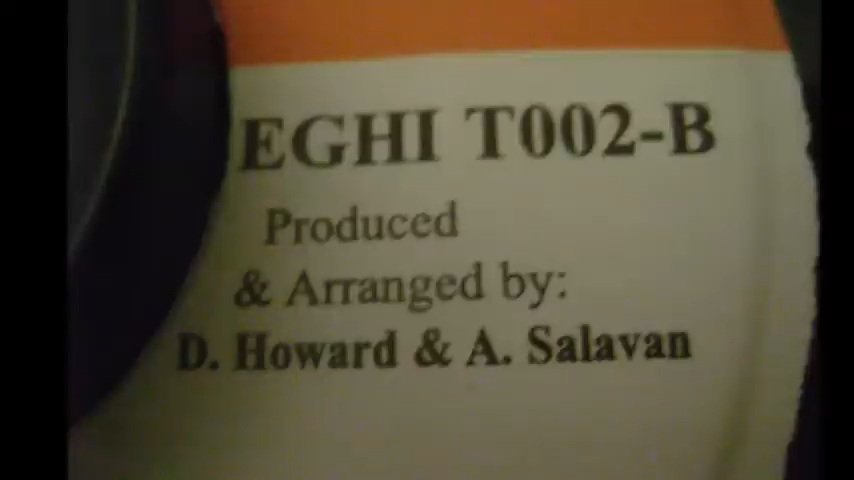 EGHI T002-B
Produced
& Arranged by:
D. Howard & A. Salavan